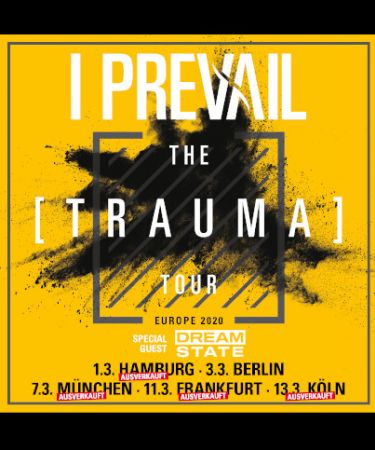 I PREVAIL
THE
[TRAUMA]
TOUR
EUROPE 2020
SPECIAL GUEST DREAM STATE
1.3. HAMBURG · 3.3. BERLIN
AUSVERKAUFT
7.3. MÜNCHEN · 11.3. FRANKFURT · 13.3. KÖLN
AUSVERKAUFT AUSVERKAUFT AUSVERKAUFT